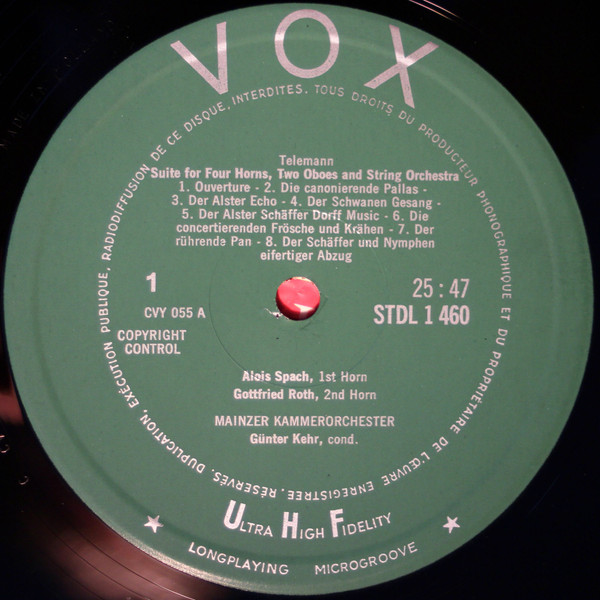 VOX
Telemann
Suite for Four Horns, Two Oboes and String Orchestra
1. Ouverture - 2. Die canonierende Pallas -
3. Der Alster Echo - 4. Der Schwanen Gesang -
5. Der Alster Schäffer Dorff Music - 6. Die
concertierenden Frösche und Krähen - 7. Der
rührende Pan - 8. Der Schäffer und Nymphen
eifertiger Abzug
1
CVY 055 A
COPYRIGHT
CONTROL
25:47
STDL 1 460
Alois Spach, 1st Horn
Gottfried Roth, 2nd Horn
MAINZER KAMMERORCHESTER
Günter Kehr, cond.
TOUS DROITS DU PRODUCTEUR PHONOGRAPHIQUE ET DU PROPRIETAIRE DE L'ŒUVRE ENREGISTREE, RÉSERVÉS. DUPLICATION, EXÉCUTION PUBLIQUE, RADIODIFFUSION DE CE DISQUE, INTERDITES.
ULTRA HIGH FIDELITY
LONGPLAYING MICROGROOVE